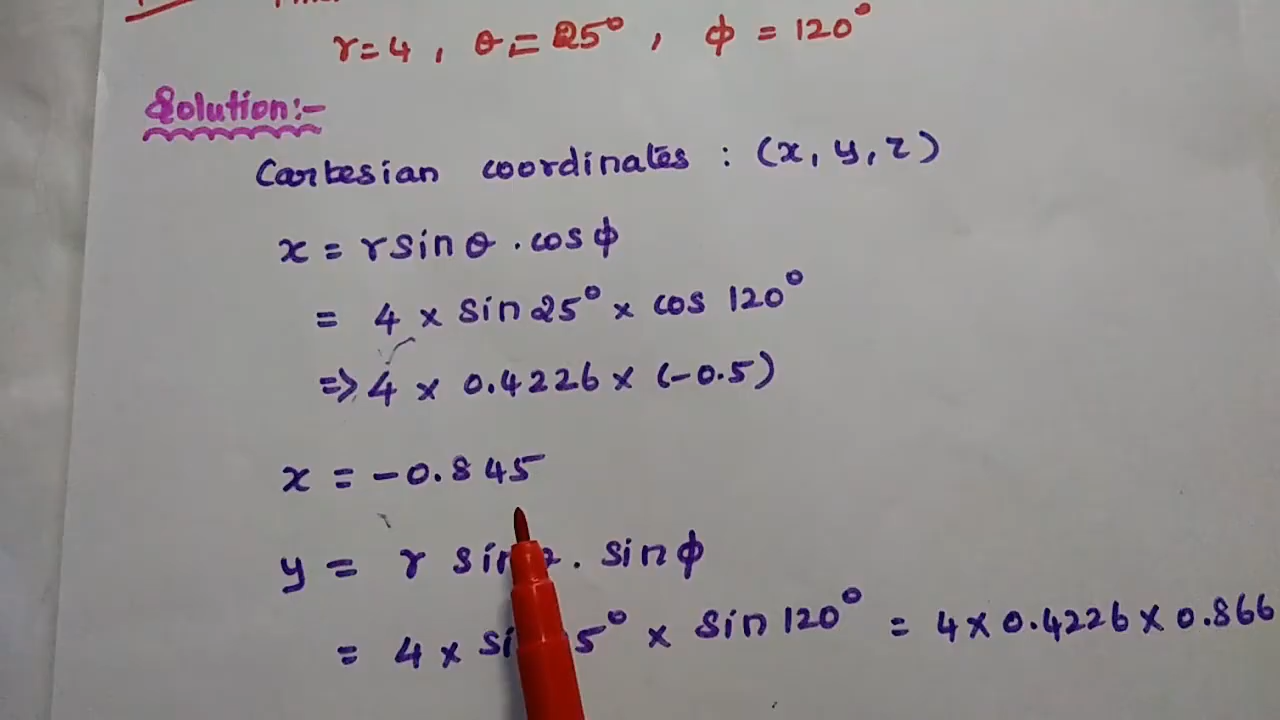 r = 4 , θ = 25° , ϕ = 120°
Solution:-
Cartesian coordinates : (x, y, z)
x = r sin θ . cos ϕ
= 4 × sin 25° × cos 120°
=> 4 × 0.4226 × (-0.5)
x = -0.845
y = r sin . sin ϕ
= 4 × 5° × sin 120° = 4 × 0.4226 × 0.866